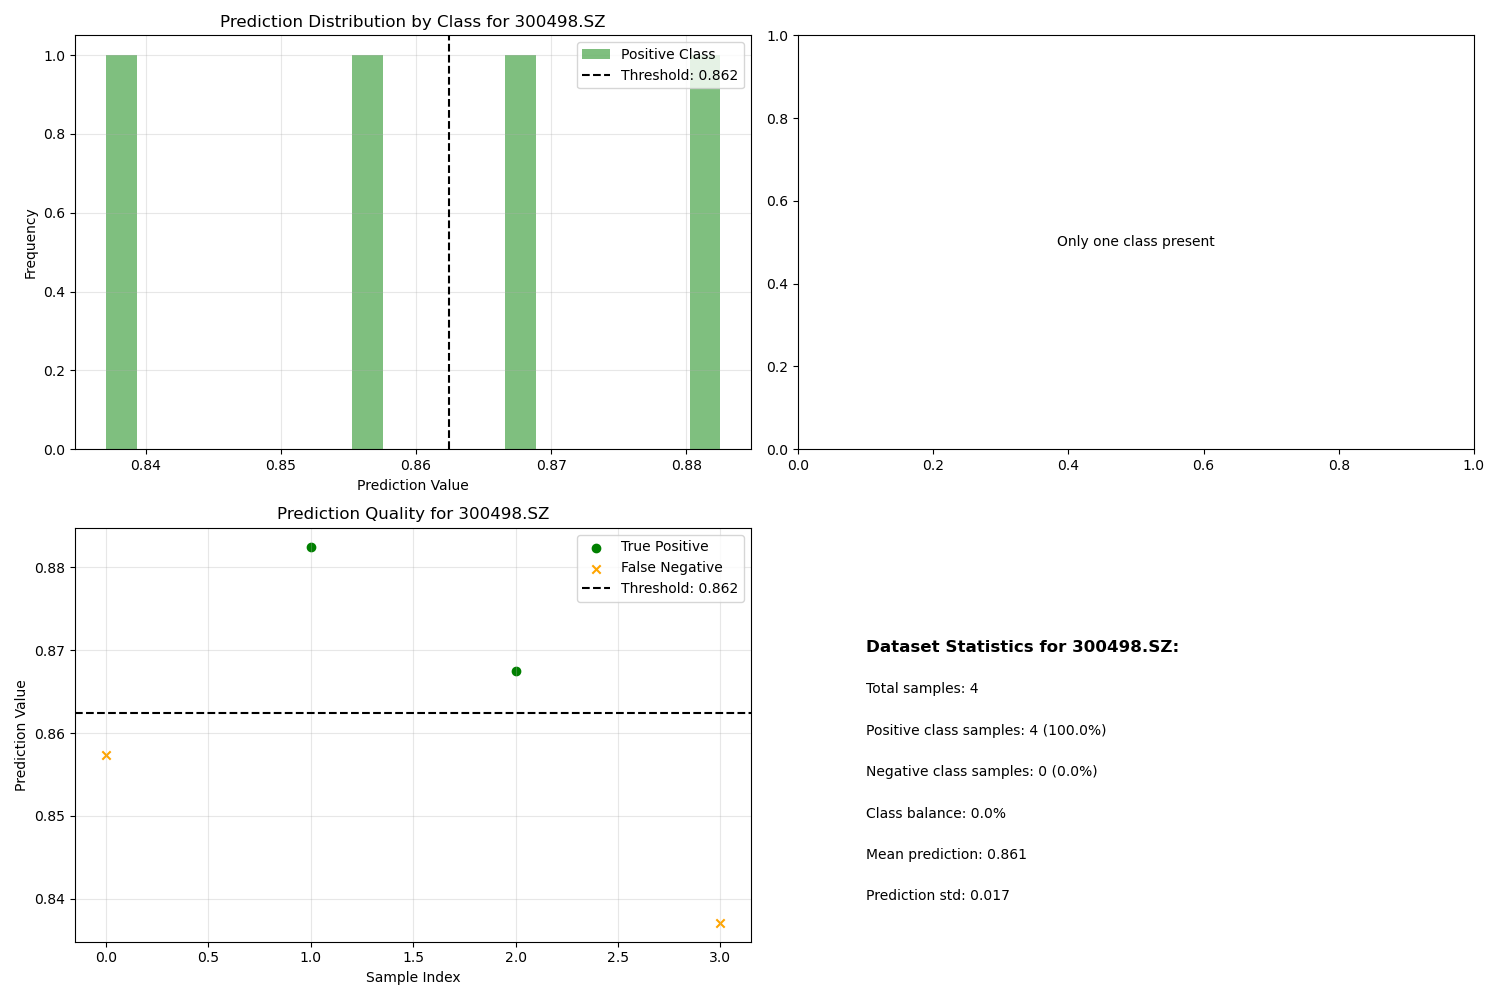 Prediction Distribution by Class for 300498.SZ
1.0
0.8
0.6
0.4
0.2
0.0
Frequency
Positive Class
Threshold: 0.862
0.84 0.85 0.86 0.87 0.88
Prediction Value
1.0
0.8
0.6
0.4
0.2
0.0
Only one class present
0.0 0.2 0.4 0.6 0.8 1.0
Prediction Quality for 300498.SZ
0.88
0.87
0.86
0.85
0.84
Prediction Value
True Positive
False Negative
Threshold: 0.862
0.0 0.5 1.0 1.5 2.0 2.5 3.0
Sample Index
Dataset Statistics for 300498.SZ:
Total samples: 4
Positive class samples: 4 (100.0%)
Negative class samples: 0 (0.0%)
Class balance: 0.0%
Mean prediction: 0.861
Prediction std: 0.017